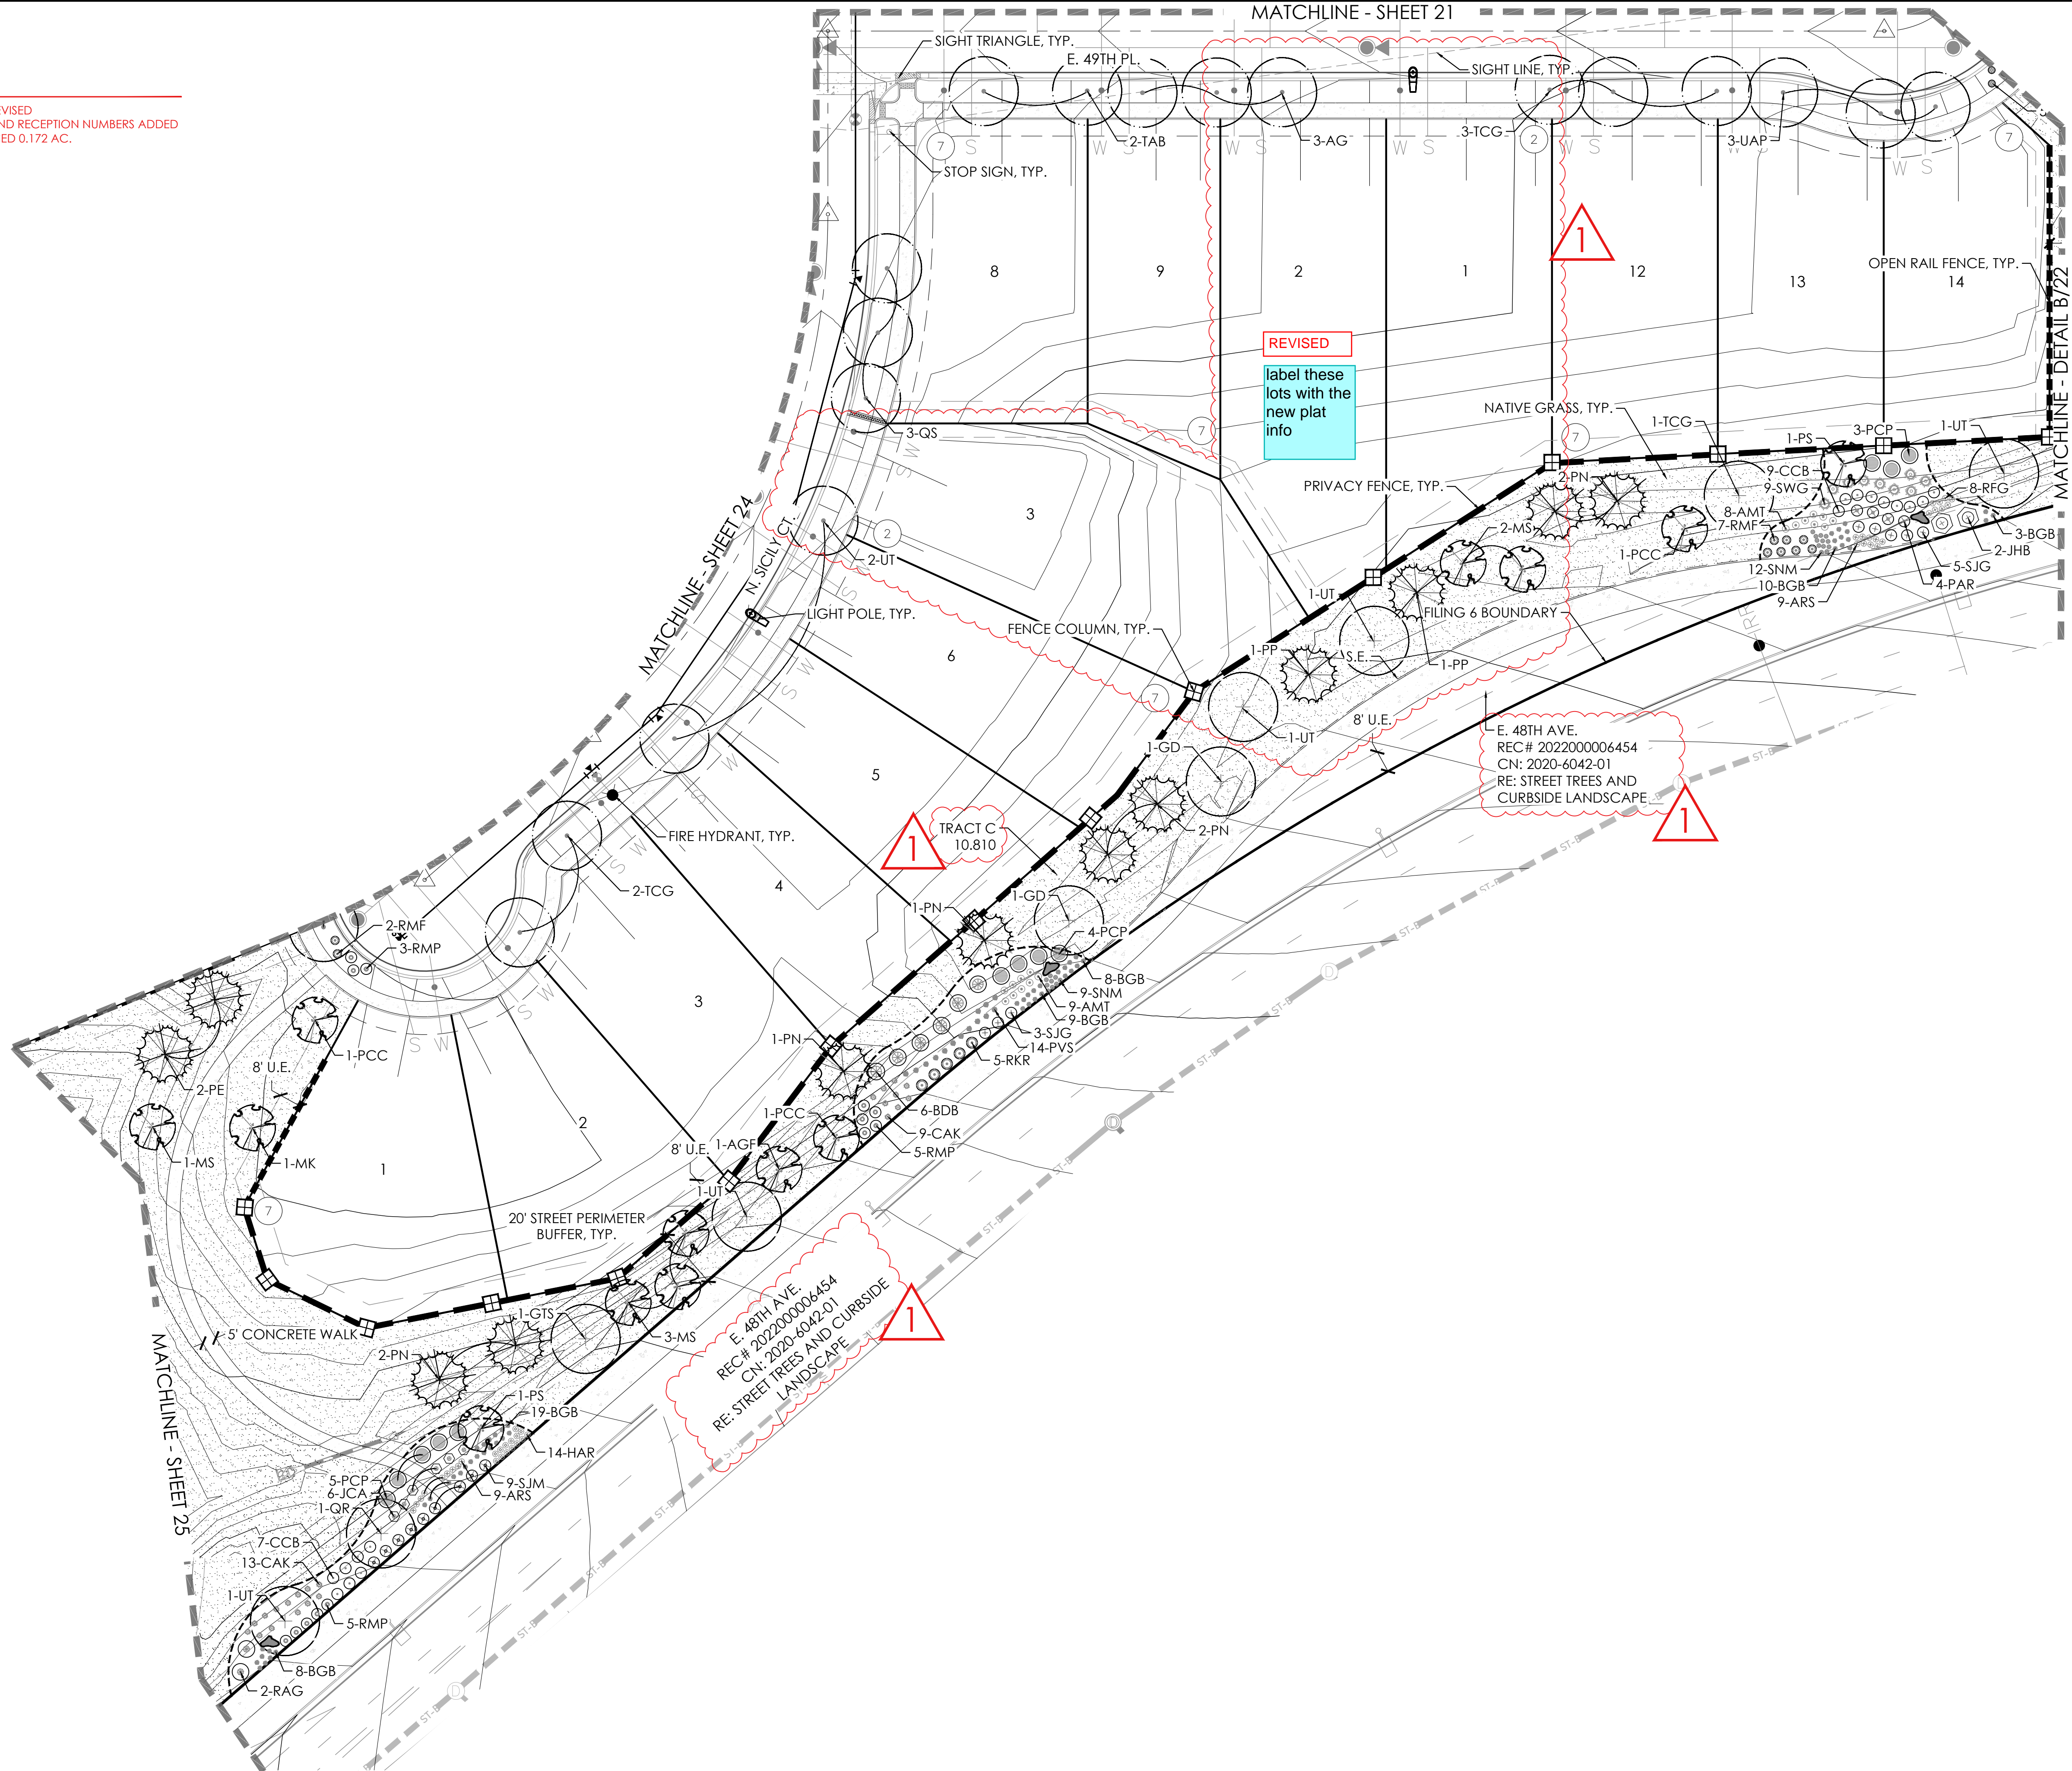 MATCHLINE - SHEET 21
SIGHT TRIANGLE, TYP.
E. 49TH PL.
SIGHT LINE, TYP.
EVISED
ND RECEPTION NUMBERS ADDED
ED 0.172 AC.
7
2-TAB
3-AG
3-TCG
2
3-UAP
7
W S
W S
W S
W S
W S
W S
S
STOP SIGN, TYP.
1
8
9
2
1
12
13
14
OPEN RAIL FENCE, TYP.
MATCHLINE - DETAIL B/22
REVISED
label these
lots with the
new plat
info
3-QS
7
NATIVE GRASS, TYP.
1-TCG
7
1-PS
3-PCP
1-UT
9-CCB
9-SWG
8-RFG
8-AMT
7-RMF
PRIVACY FENCE, TYP.
2-PN
2-MS
1-PCC
3-BGB
2-JHB
5-SJG
4-PAR
12-SNM
10-BGB
9-ARS
3
2
2-UT
N. SICILY CT.
MATCHLINE - SHEET 24
LIGHT POLE, TYP.
FENCE COLUMN, TYP.
1-UT
FILING 6 BOUNDARY
IRR
6
1-PP
S.E.
1-PP
7
8' U.E.
1-UT
E. 48TH AVE.
REC# 2022000006454
CN: 2020-6042-01
RE: STREET TREES AND
CURBSIDE LANDSCAPE
1
1-GD
5
2-PN
1
TRACT C
10.810
FIRE HYDRANT, TYP.
4
2-TCG
1-GD
1-PN
4-PCP
2-RMF
3-RMP
S W
8-BGB
9-SNM
9-AMT
9-BGB
3-SJG
14-PVS
5-RKR
3
1-PN
1-PCC
8' U.E.
2-PE
6-BDB
9-CAK
5-RMP
1-PCC
1-AGF
8' U.E.
1-UT
2
1
1-MS
1-MK
7
20' STREET PERIMETER
BUFFER, TYP.
1-GTS
3-MS
5' CONCRETE WALK
2-PN
E. 48TH AVE.
REC# 2022000006454
CN: 2020-6042-01
RE: STREET TREES AND CURBSIDE
LANDSCAPE
1
MATCHLINE - SHEET 25
1-PS
19-BGB
14-HAR
5-PCP
6-JCA
1-QR
9-SJM
9-ARS
7-CCB
13-CAK
1-UT
5-RMP
8-BGB
2-RAG